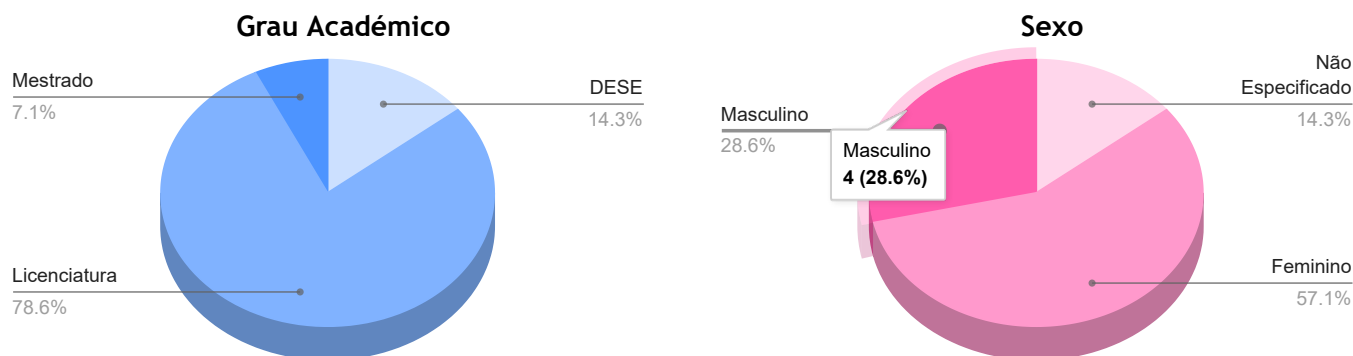 Grau Académico
Mestrado
7.1%
DESE
14.3%
Licenciatura
78.6%
Sexo
Masculino
28.6%
Masculino
4 (28.6%)
Não
Especificado
14.3%
Feminino
57.1%